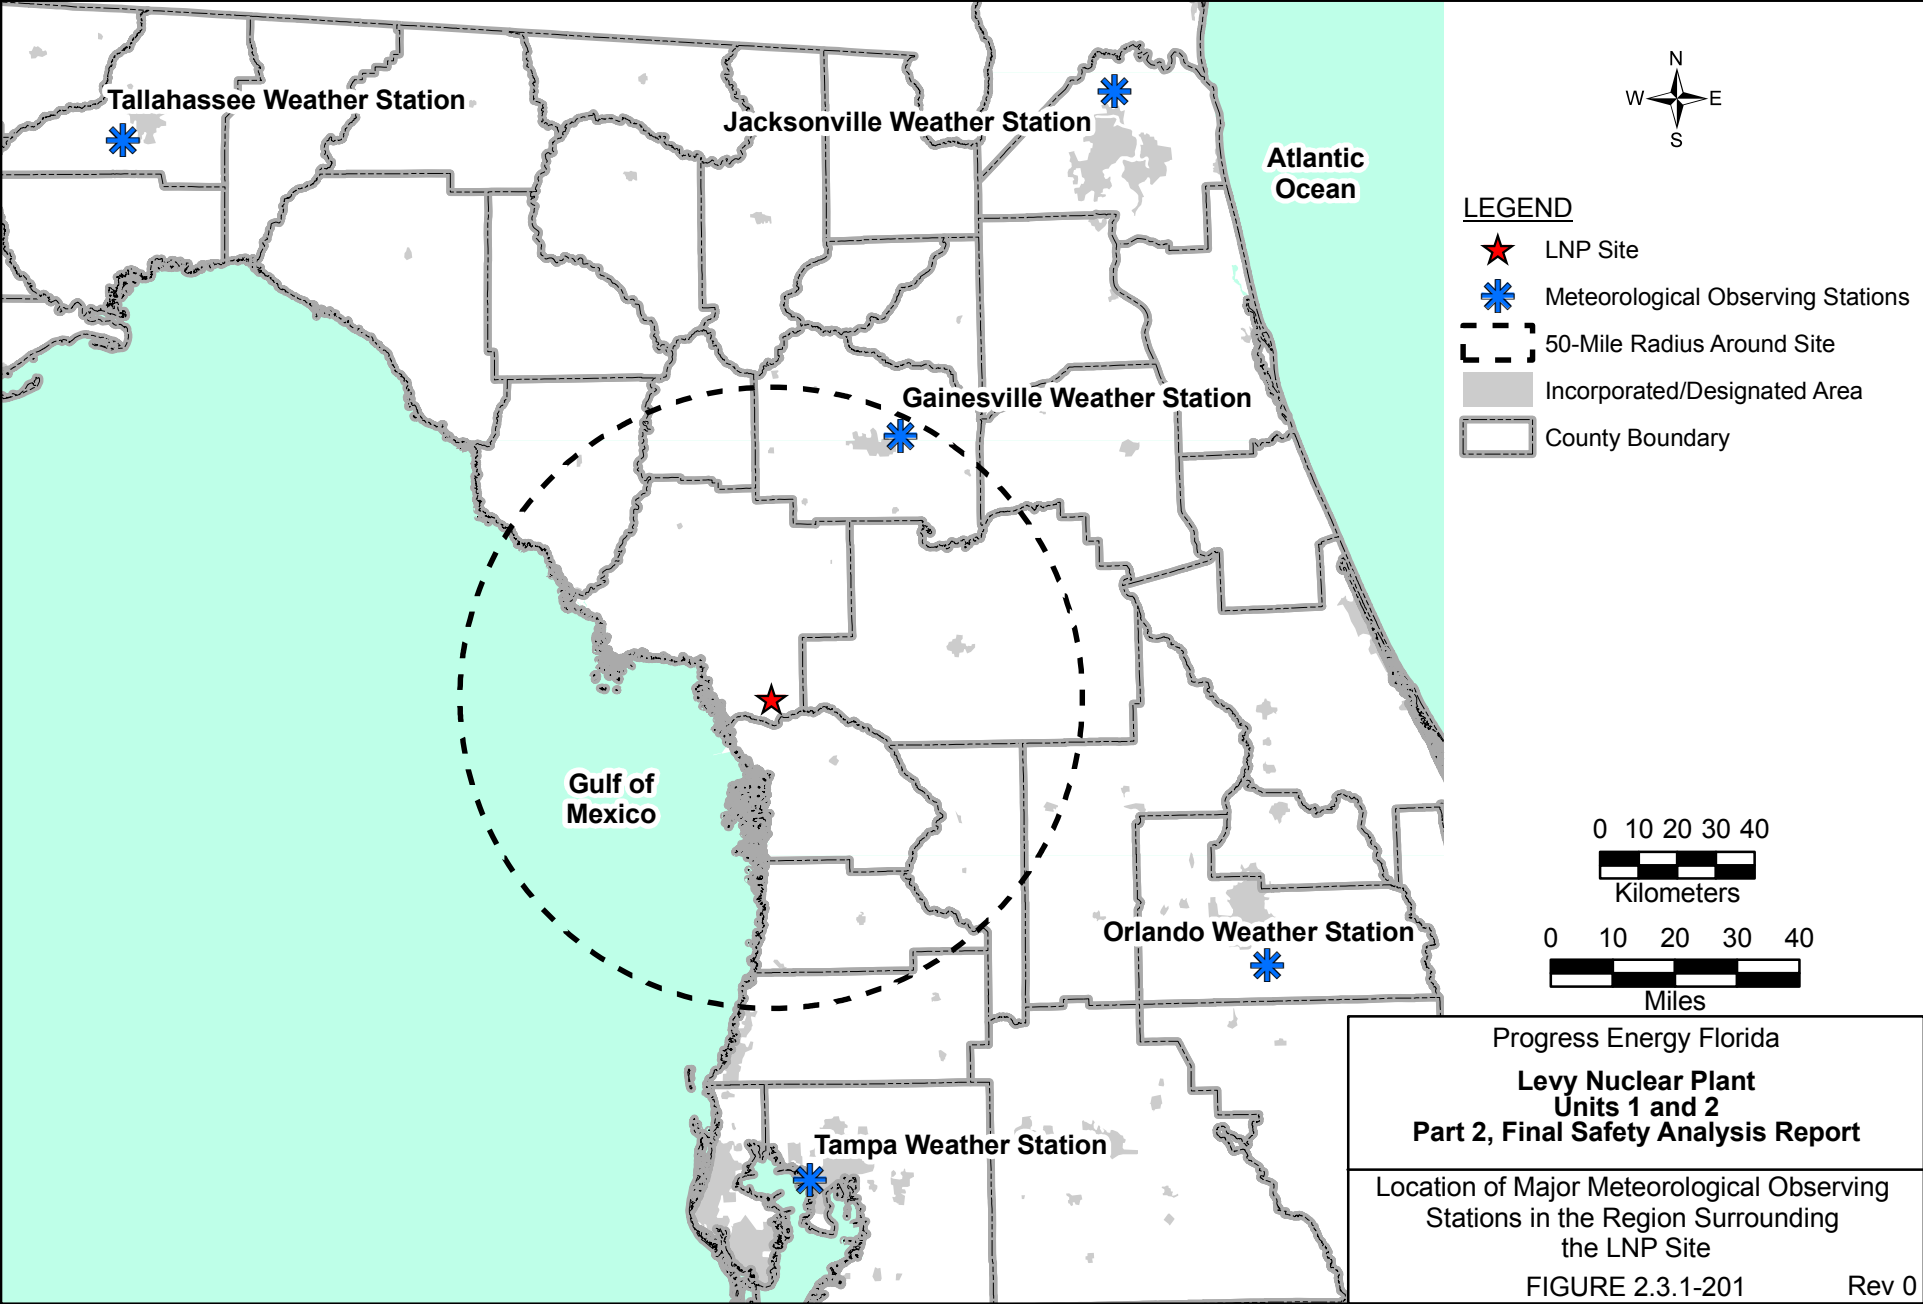 Tallahassee Weather Station
Jacksonville Weather Station
Atlantic
Ocean
Gainesville Weather Station
Gulf of
Mexico
Orlando Weather Station
Tampa Weather Station
N
W E
S
LEGEND
LNP Site
Meteorological Observing Stations
50-Mile Radius Around Site
Incorporated/Designated Area
County Boundary
0 10 20 30 40
Kilometers
0 10 20 30 40
Miles
Progress Energy Florida
Levy Nuclear Plant
Units 1 and 2
Part 2, Final Safety Analysis Report
Location of Major Meteorological Observing
Stations in the Region Surrounding
the LNP Site
FIGURE 2.3.1-201 Rev 0